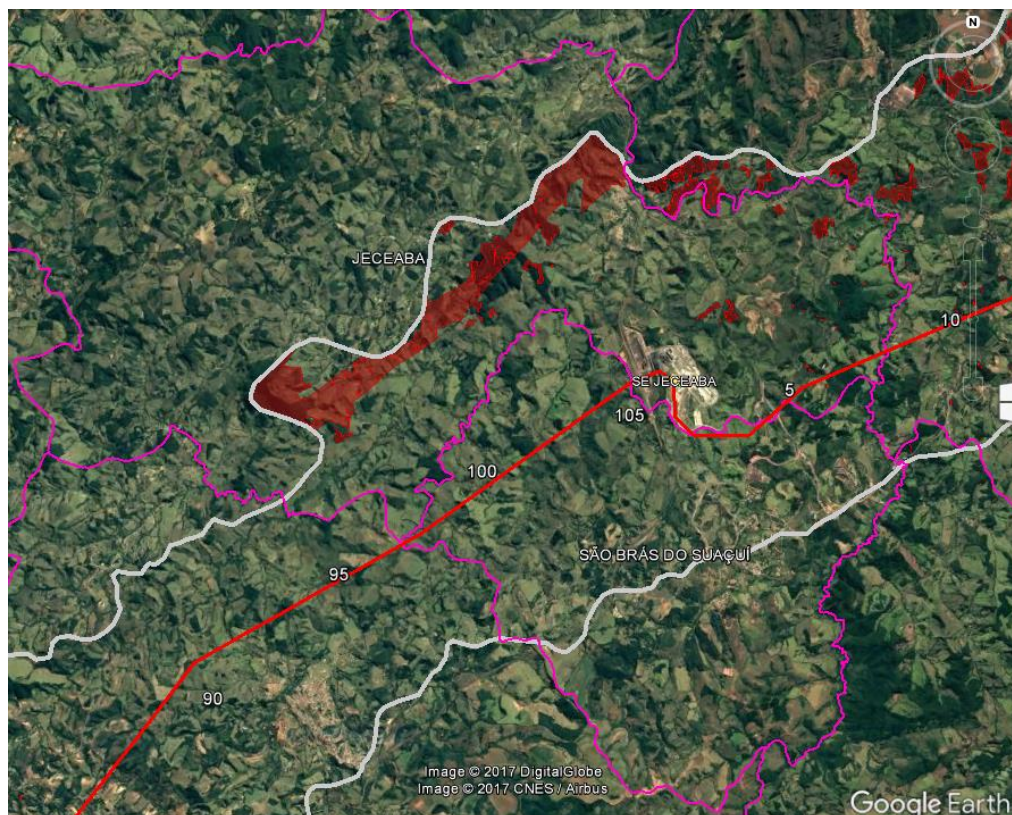 N
JECEABA
10
SE JECEABA
5
105
100
SÃO BRÁS DO SUAÇUÍ
95
90
Image © 2017 DigitalGlobe
Image © 2017 CNES / Airbus
Google Earth